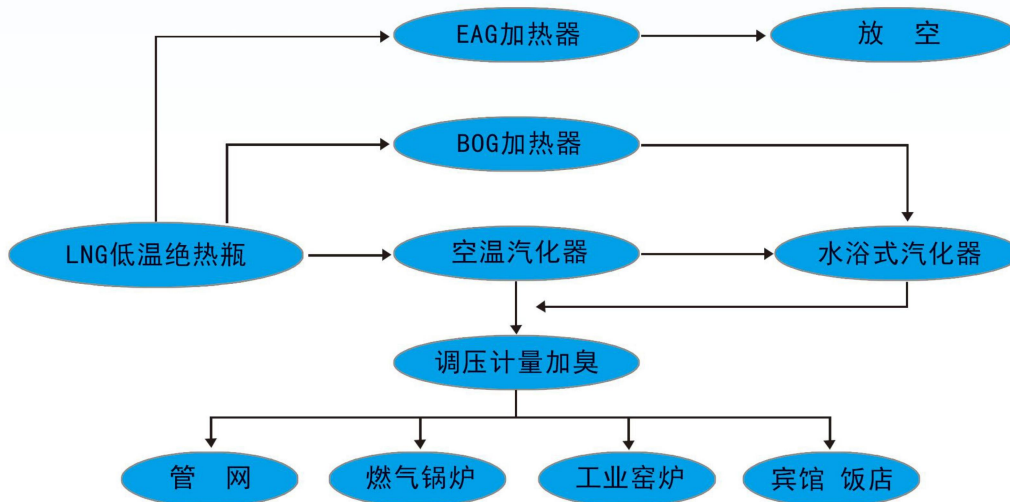 EAG加热器
放 空
BOG加热器
LNG低温绝热瓶
空温汽化器
水浴式汽化器
调压计量加臭
管 网
燃气锅炉
工业窑炉
宾馆 饭店